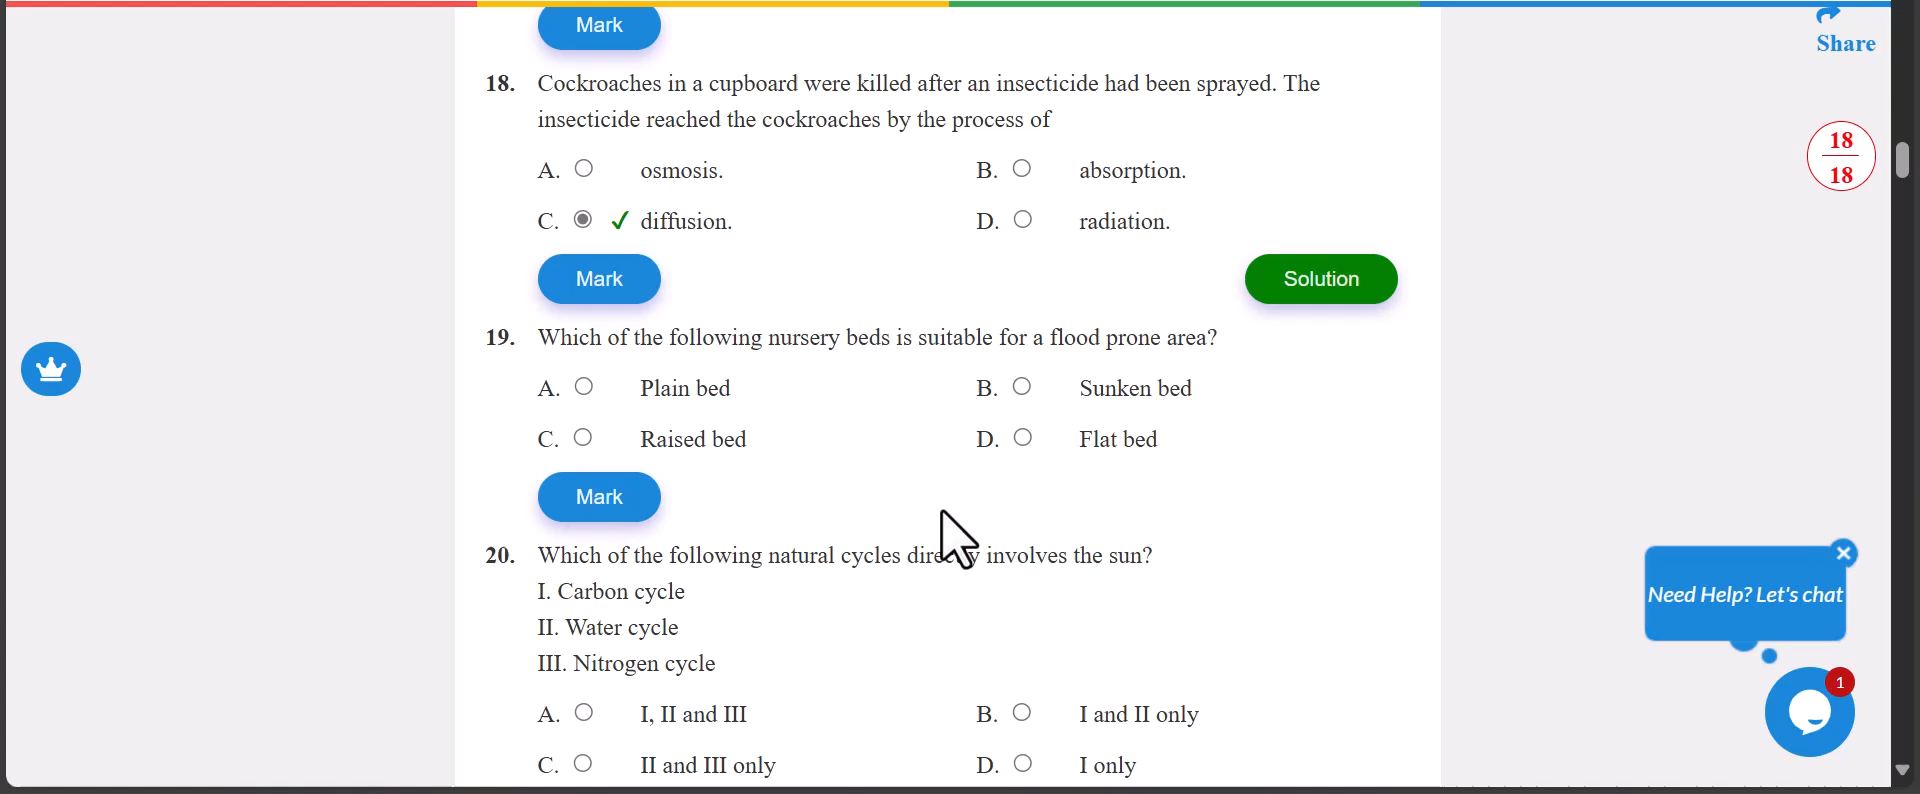 Mark
Share
18. Cockroaches in a cupboard were killed after an insecticide had been sprayed. The
insecticide reached the cockroaches by the process of
18
18
A. osmosis. B. absorption.
C. ✓ diffusion. D. radiation.
Mark Solution
19. Which of the following nursery beds is suitable for a flood prone area?
A. Plain bed B. Sunken bed
C. Raised bed D. Flat bed
Mark
20. Which of the following natural cycles directly involves the sun?
I. Carbon cycle
Need Help? Let's chat
II. Water cycle
III. Nitrogen cycle
1
A. I, II and III B. I and II only
C. II and III only D. I only